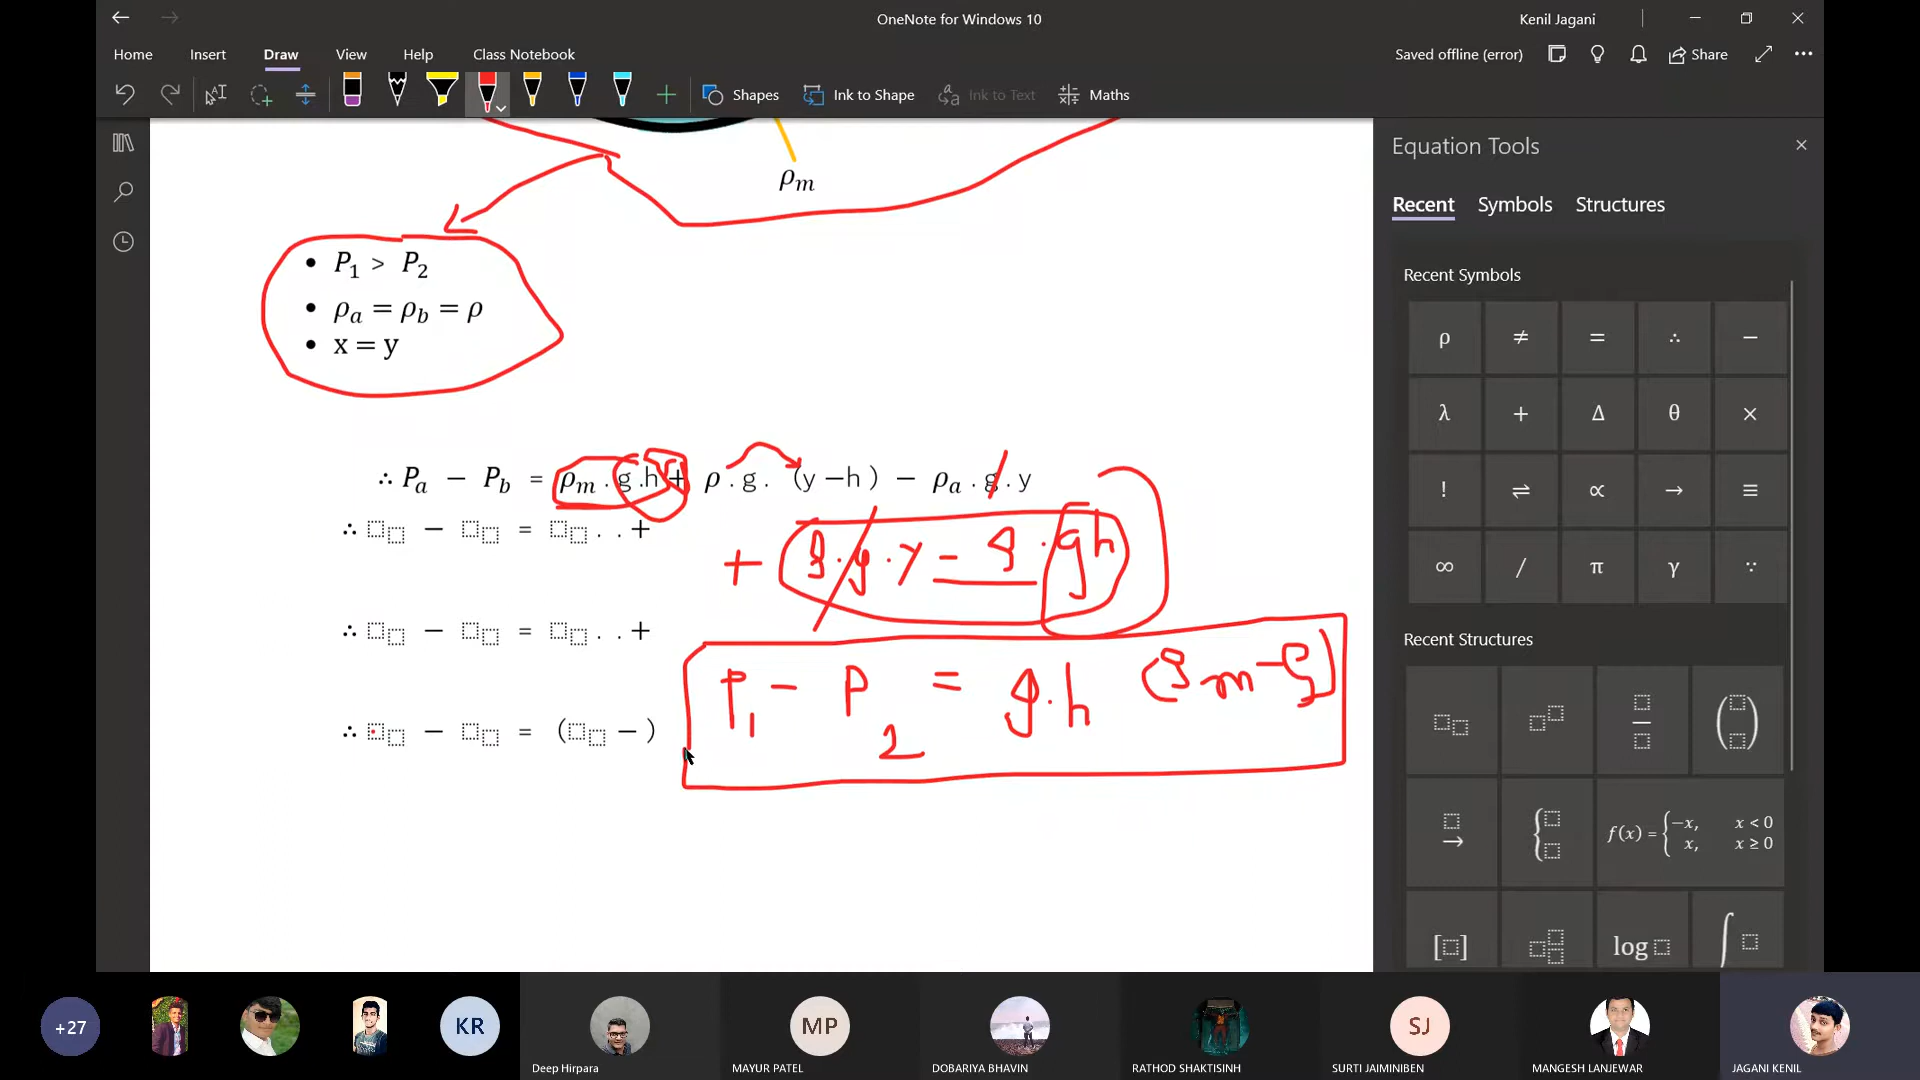 OneNote for Windows 10
Kenil Jagani
Home Insert Draw View Help Class Notebook
Saved offline (error) Share
Shapes Ink to Shape Ink to Text Maths
Equation Tools
Recent Symbols Structures
Recent Symbols
ρ ≠ = ∴ −
λ + Δ θ ×
! ⇌ ∝ → ≡
∞ / π γ ∵
Recent Structures
f(x) = {−x, x < 0
x, x ≥ 0
[□] log □ ∫ □
ρm
• P1 > P2
• ρa = ρb = ρ
• x = y
∴ Pa − Pb = ρm . g .h + ρ . g . (y −h ) − ρa . g . y
∴ □□ − □□ = □□ . . +
+ ρ.g.y − ρ . gh
∴ □□ − □□ = □□ . . +
P1 − P2 = g.h (ρm−ρ)
∴ □□ − □□ = (□□ − )
+27
KR
MP
SJ
Deep Hirpara
MAYUR PATEL
DOBARIYA BHAVIN
RATHOD SHAKTISINH
SURTI JAIMINIBEN
MANGESH LANJEWAR
JAGANI KENIL